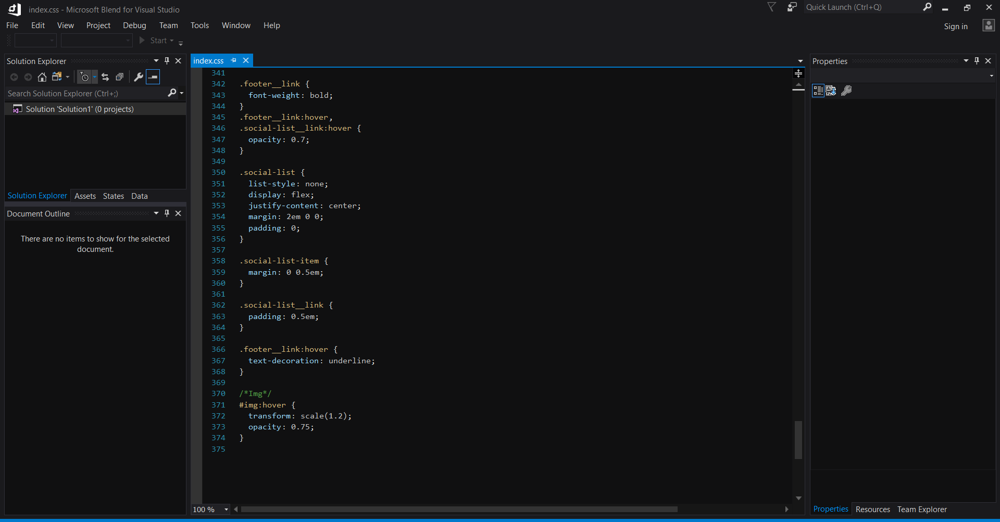 index.css - Microsoft Blend for Visual Studio
Quick Launch (Ctrl+Q)
File Edit View Project Debug Team Tools Window Help
Sign in
Start
Solution Explorer
Search Solution Explorer (Ctrl+;)
Solution 'Solution1' (0 projects)
Solution Explorer Assets States Data
Document Outline
There are no items to show for the selected
document.
index.css
341
342 .footer__link {
343   font-weight: bold;
344 }
345 .footer__link:hover,
346 .social-list__link:hover {
347   opacity: 0.7;
348 }
349
350 .social-list {
351   list-style: none;
352   display: flex;
353   justify-content: center;
354   margin: 2em 0 0;
355   padding: 0;
356 }
357
358 .social-list-item {
359   margin: 0 0.5em;
360 }
361
362 .social-list__link {
363   padding: 0.5em;
364 }
365
366 .footer__link:hover {
367   text-decoration: underline;
368 }
369
370 /*Img*/
371 #img:hover {
372   transform: scale(1.2);
373   opacity: 0.75;
374 }
375
100 %
Properties
Properties Resources Team Explorer